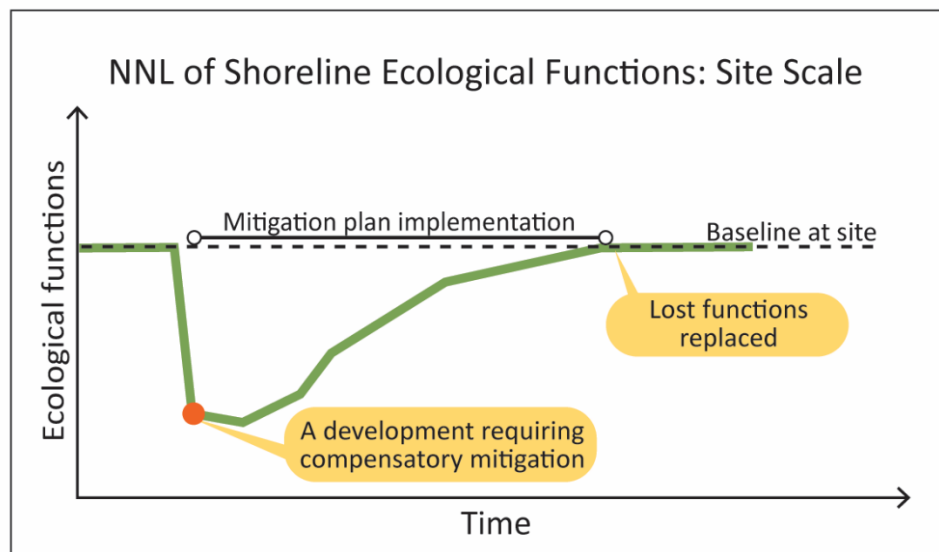 NNL of Shoreline Ecological Functions: Site Scale
Ecological functions
Mitigation plan implementation
Baseline at site
Lost functions
replaced
A development requiring
compensatory mitigation
Time